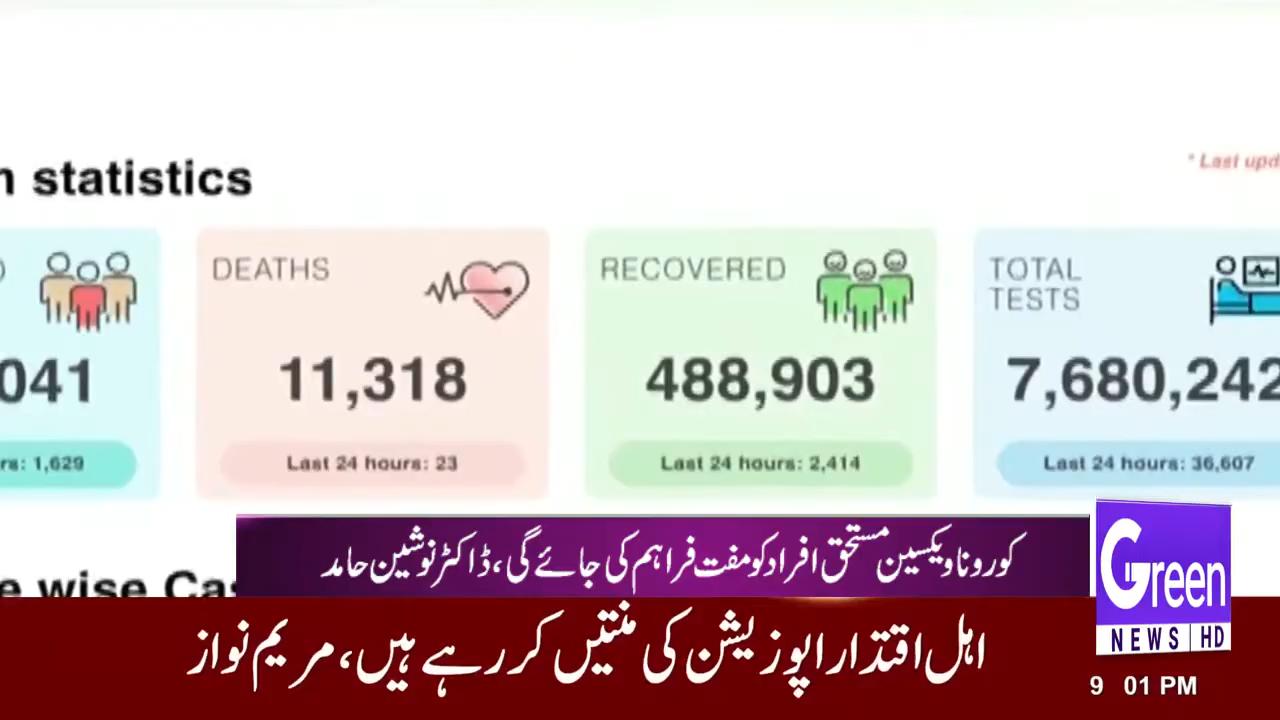 statistics
* Last upd
DEATHS
RECOVERED
TOTAL
TESTS
041
11,318
488,903
7,680,242
rs: 1,629
Last 24 hours: 23
Last 24 hours: 2,414
Last 24 hours: 36,607
کورونا ویکسین مستحق افراد کو مفت فراہم کی جائے گی، ڈاکٹر نوشین حامد
e wise Cas
اہل اقتدار اپوزیشن کی منتیں کر رہے ہیں، مریم نواز
Green
NEWS HD
9 01 PM